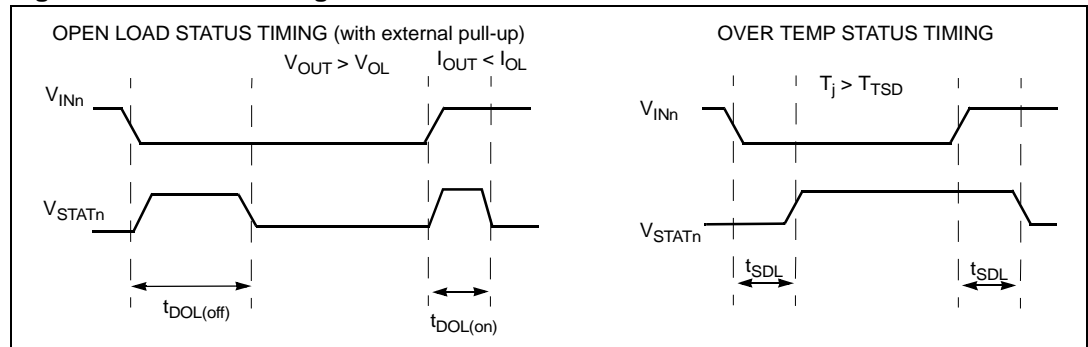 OPEN LOAD STATUS TIMING (with external pull-up)
VOUT > VOL
IOUT < IOL
VINn
VSTATn
tDOL(off)
tDOL(on)
OVER TEMP STATUS TIMING
Tj > TTSD
VINn
VSTATn
tSDL
tSDL